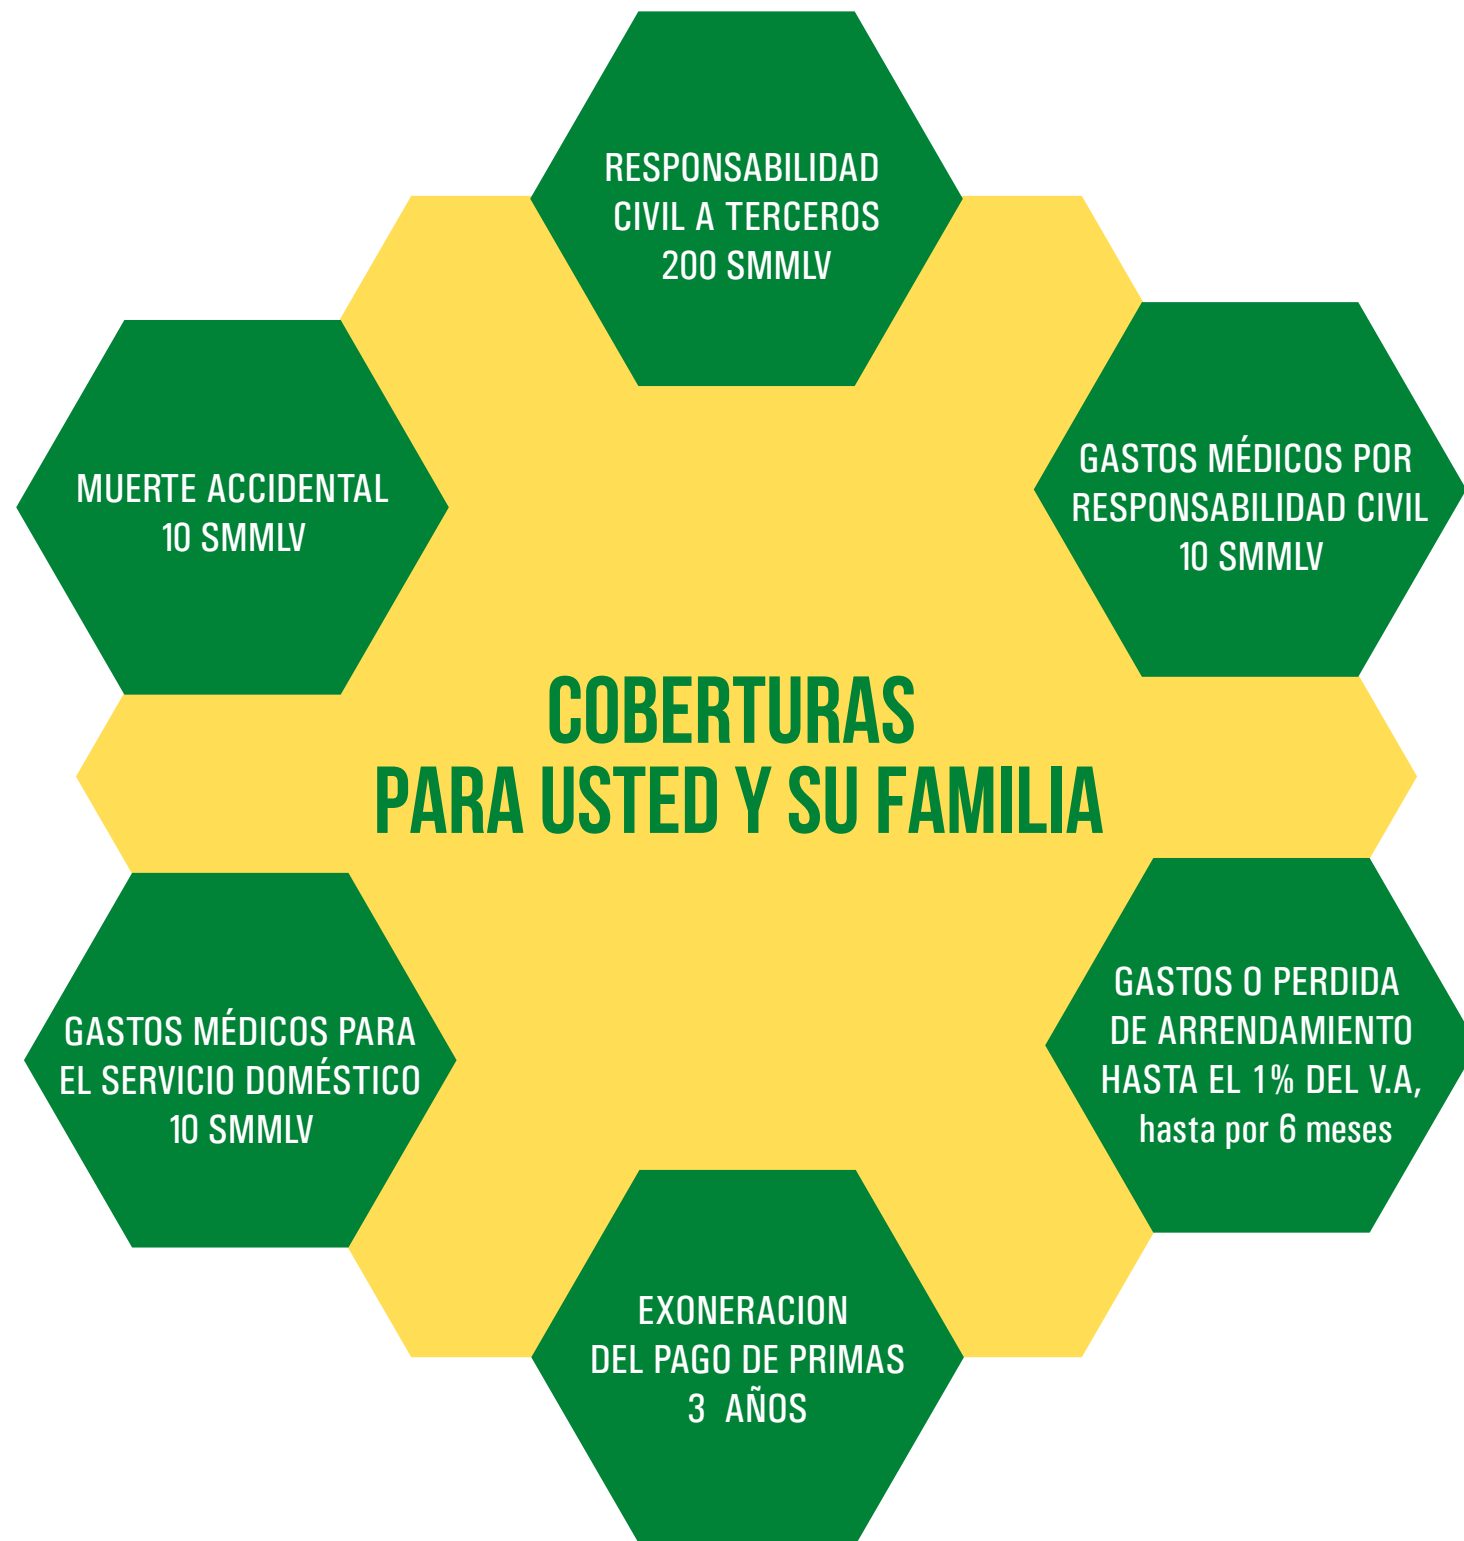 RESPONSABILIDAD
CIVIL A TERCEROS
200 SMMLV
MUERTE ACCIDENTAL
10 SMMLV
GASTOS MÉDICOS POR
RESPONSABILIDAD CIVIL
10 SMMLV
COBERTURAS
PARA USTED Y SU FAMILIA
GASTOS MÉDICOS PARA
EL SERVICIO DOMÉSTICO
10 SMMLV
GASTOS O PERDIDA
DE ARRENDAMIENTO
HASTA EL 1% DEL V.A,
hasta por 6 meses
EXONERACION
DEL PAGO DE PRIMAS
3 AÑOS